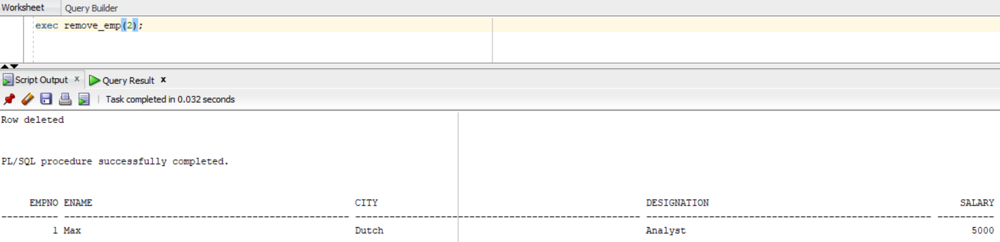 Worksheet Query Builder
exec remove_emp(2);
Script Output x Query Result x
Task completed in 0.032 seconds
Row deleted
PL/SQL procedure successfully completed.
EMPNO ENAME CITY DESIGNATION SALARY
---------- -------------------------------------------------- -------------------------------------------------- -------------------------------------------------- ----------
1 Max Dutch Analyst 5000